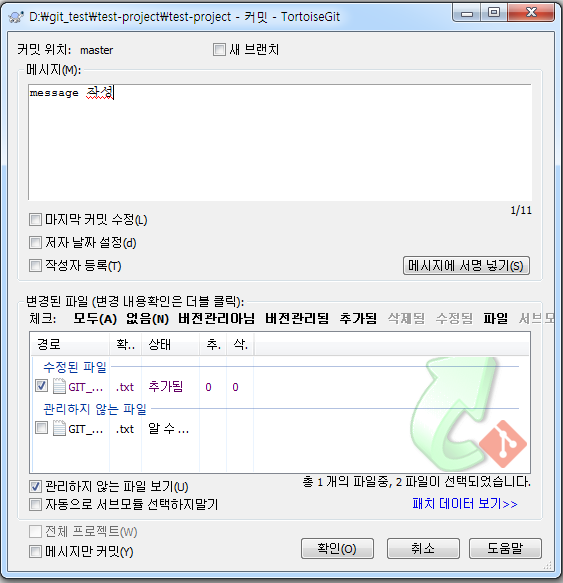 D:\git_test\test-project\test-project - 커밋 - TortoiseGit
커밋 위치: master 새 브랜치
메시지(M):
message 작성
1/11
마지막 커밋 수정(L)
저자 날짜 설정(d)
작성자 등록(T) 메시지에 서명 넣기(S)
변경된 파일 (변경 내용확인은 더블 클릭):
체크: 모두(A) 없음(N) 버전관리아님 버전관리됨 추가됨 삭제됨 수정됨 파일 서브모
경로 확.. 상태 추. 삭.
수정된 파일
GIT_... .txt 추가됨 0 0
관리하지 않는 파일
GIT_... .txt 알 수 ...
관리하지 않는 파일 보기(U) 총 1 개의 파일중, 2 파일이 선택되었습니다.
자동으로 서브모듈 선택하지말기 패치 데이터 보기>>
전체 프로젝트(W)
메시지만 커밋(Y) 확인(O) 취소 도움말